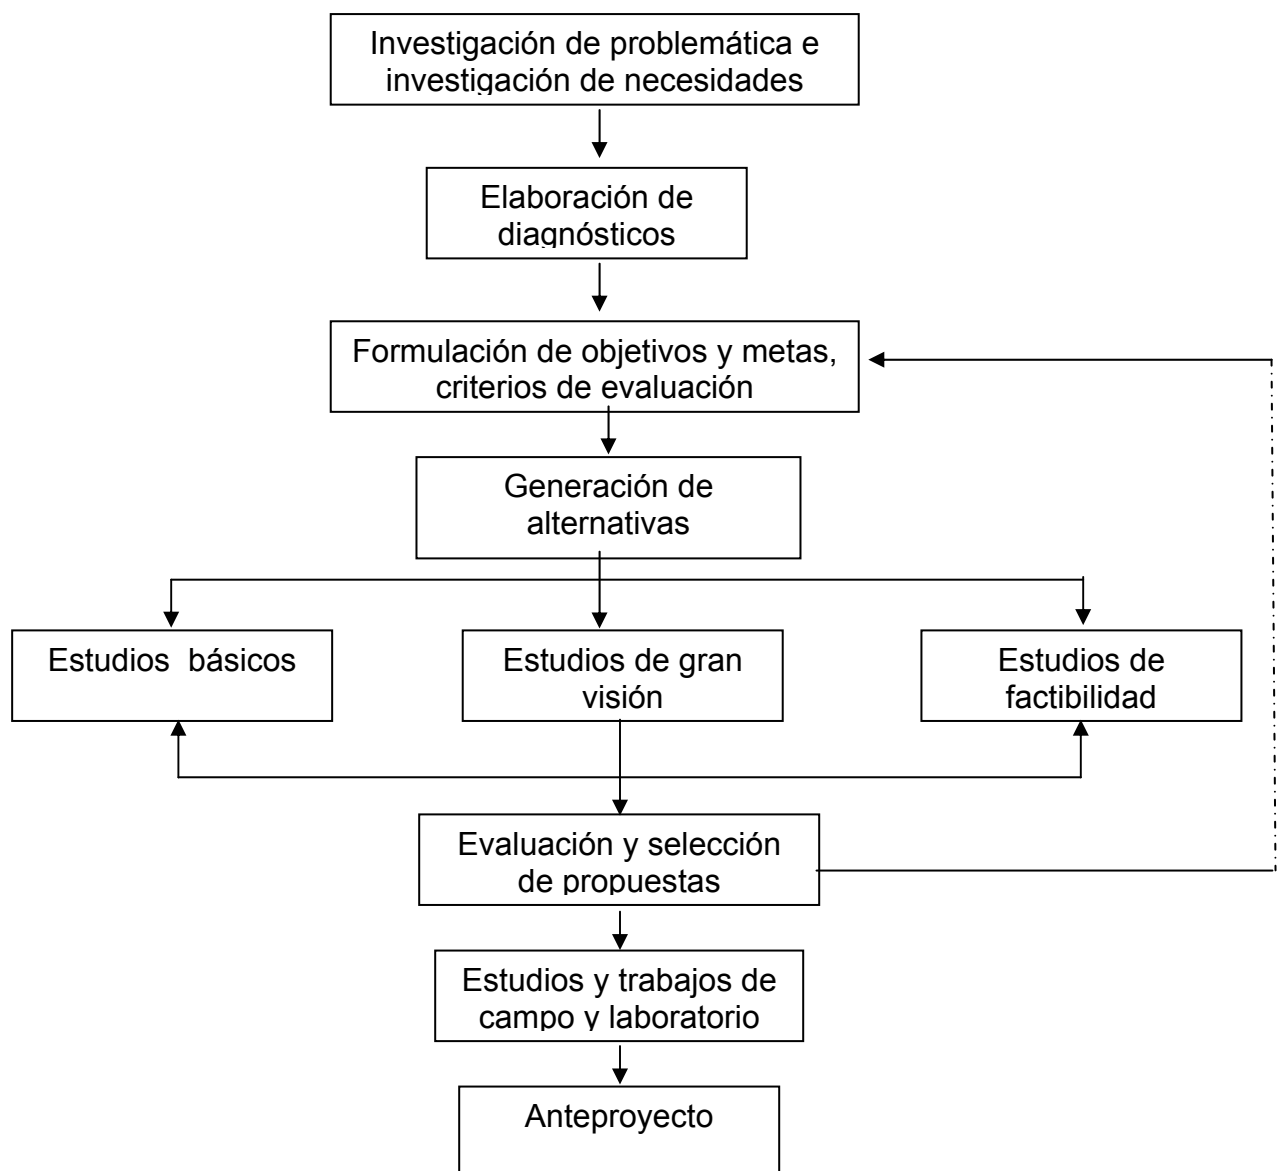 Investigación de problemática e
investigación de necesidades
Elaboración de
diagnósticos
Formulación de objetivos y metas,
criterios de evaluación
Generación de
alternativas
Estudios básicos
Estudios de gran
visión
Estudios de
factibilidad
Evaluación y selección
de propuestas
Estudios y trabajos de
campo y laboratorio
Anteproyecto